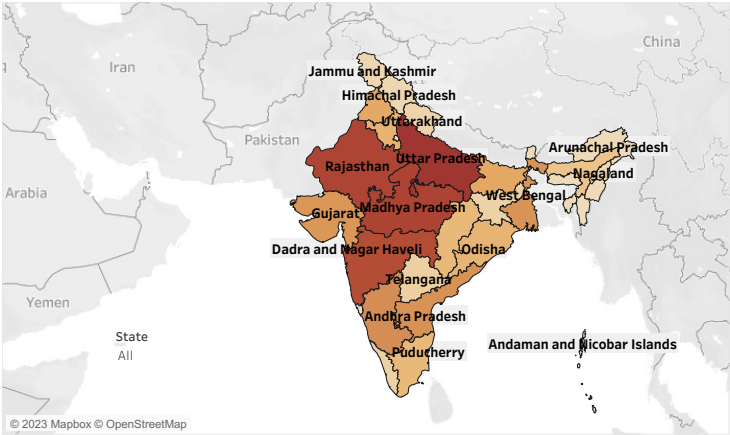 China
Iran
Jammu and Kashmir
Himachal Pradesh
Uttarakhand
Pakistan
Arunachal Pradesh
Uttar Pradesh
Rajasthan
Nagaland
Arabia
West Bengal
Madhya Pradesh
Gujarat
Dadra and Nagar Haveli
Odisha
Telangana
Yemen
Andhra Pradesh
State
All
Andaman and Nicobar Islands
Puducherry
© 2023 Mapbox © OpenStreetMap